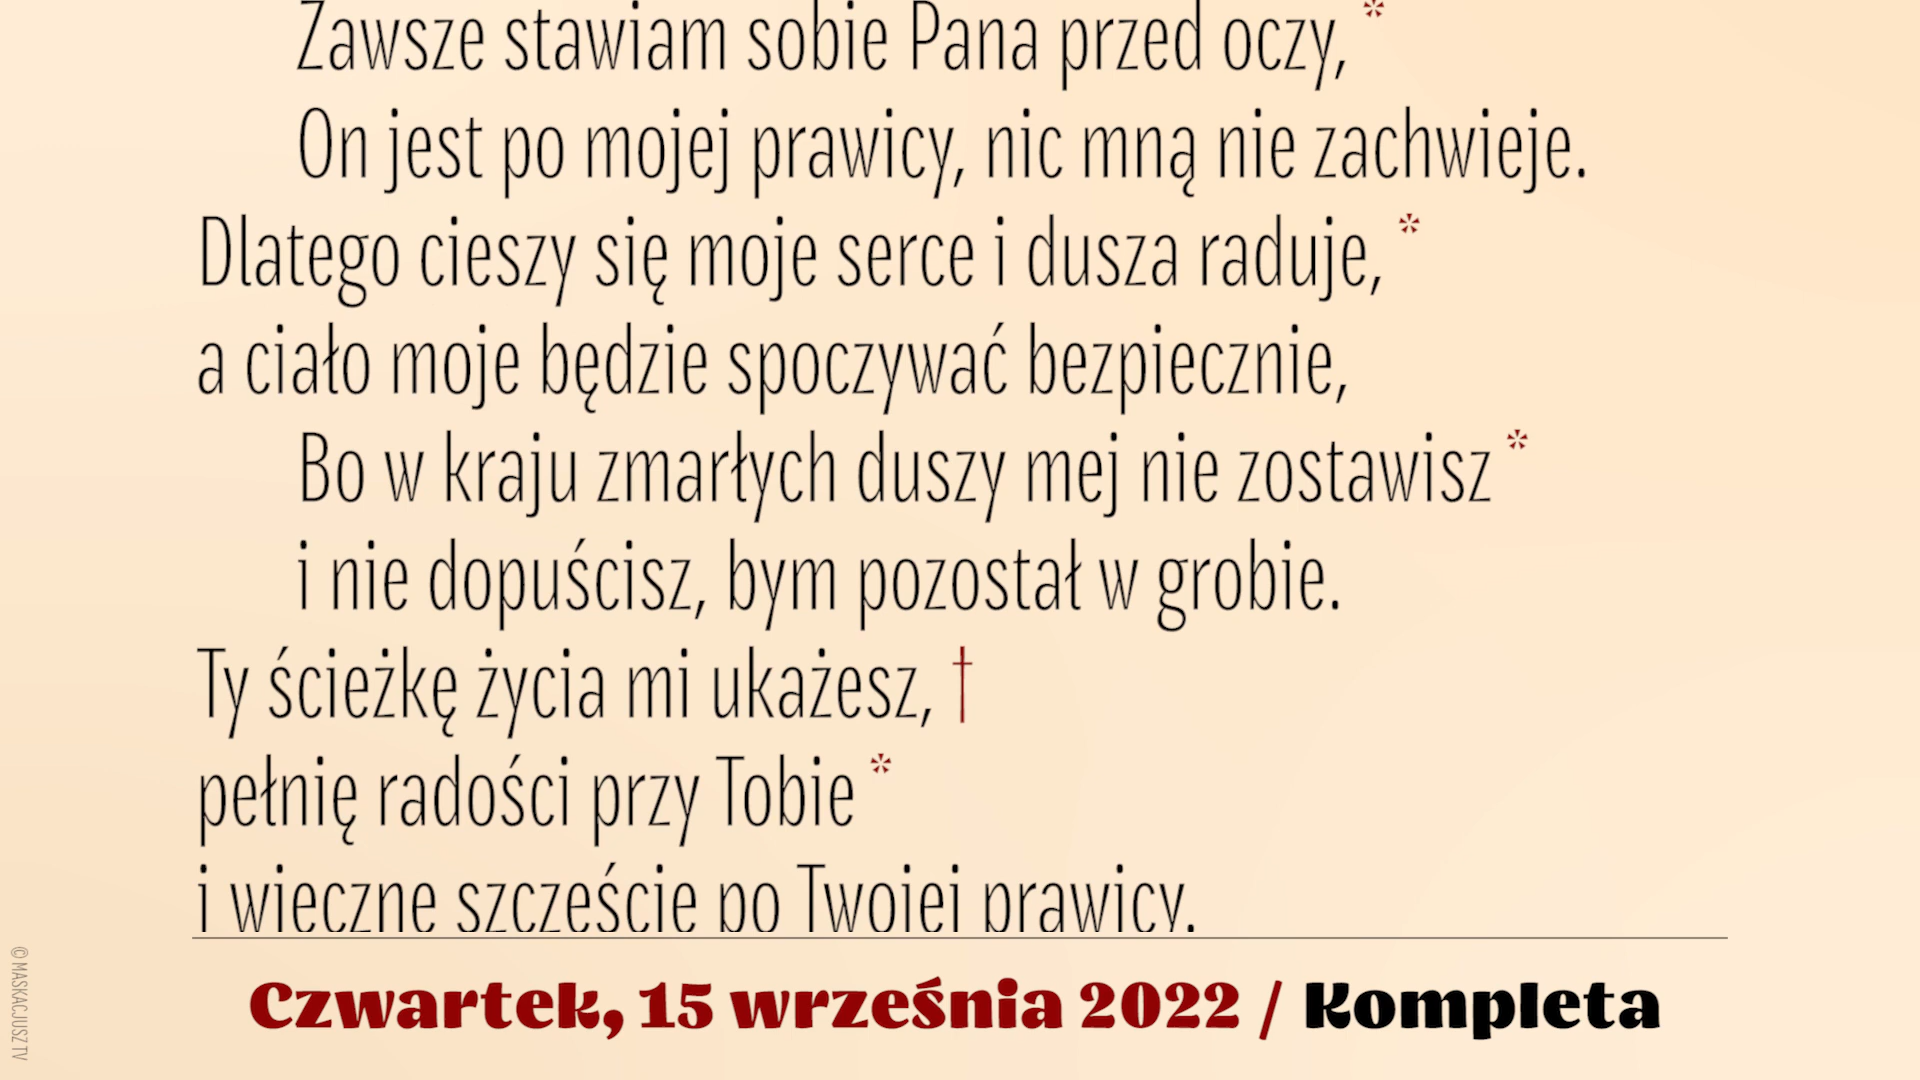 Zawsze stawiam sobie Pana przed oczy, *
On jest po mojej prawicy, nic mną nie zachwieje.
Dlatego cieszy się moje serce i dusza raduje, *
a ciało moje będzie spoczywać bezpiecznie,
Bo w kraju zmarłych duszy mej nie zostawisz *
i nie dopuścisz, bym pozostał w grobie.
Ty ścieżkę życia mi ukażesz, †
pełnię radości przy Tobie *
i wieczne szczęście po Twojej prawicy.
Czwartek, 15 września 2022 / Kompleta
© MASKACJUSZ TV